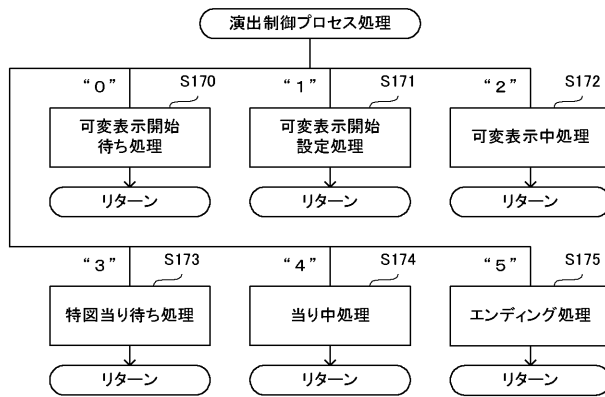 演出制御プロセス処理
“0”
S170
“1”
S171
“2”
S172
可変表示開始
待ち処理
可変表示開始
設定処理
可変表示中処理
リターン
リターン
リターン
“3”
S173
“4”
S174
“5”
S175
特図当り待ち処理
当り中処理
エンディング処理
リターン
リターン
リターン